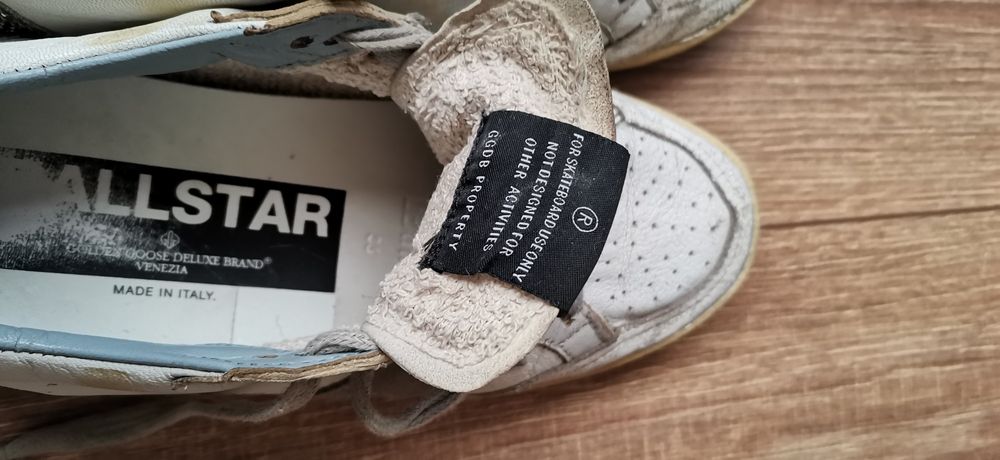 ALLSTAR
GOLDEN GOOSE DELUXE BRAND®
VENEZIA
MADE IN ITALY.
®
FOR SKATEBOARD USE ONLY
NOT DESIGNED FOR
OTHER ACTIVITIES
GGDB PROPERTY